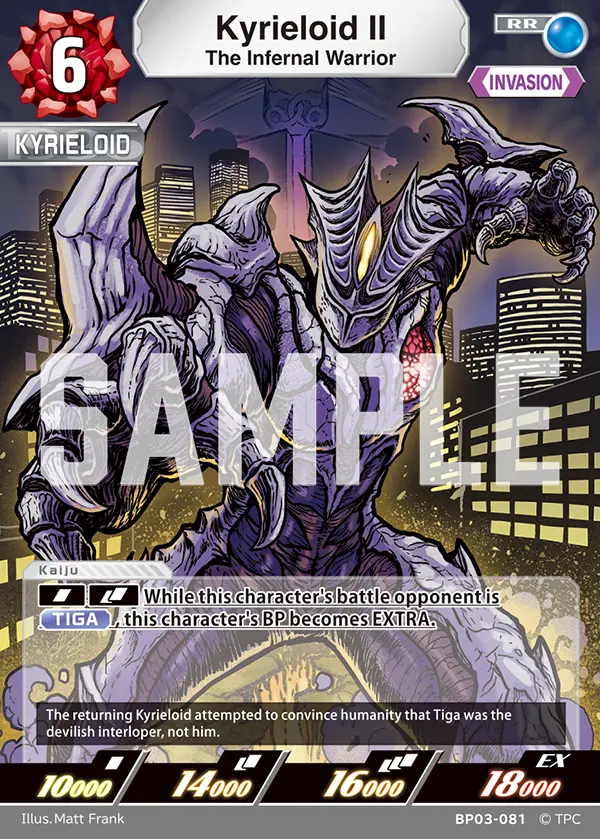 6
Kyrieloid II
The Infernal Warrior
RR
INVASION
KYRIELOID
SAMPLE
Kaiju
While this character's battle opponent is
TIGA , this character's BP becomes EXTRA.
The returning Kyrieloid attempted to convince humanity that Tiga was the
devilish interloper, not him.
10000
14000
16000
EX
18000
Illus. Matt Frank
BP03-081 © TPC